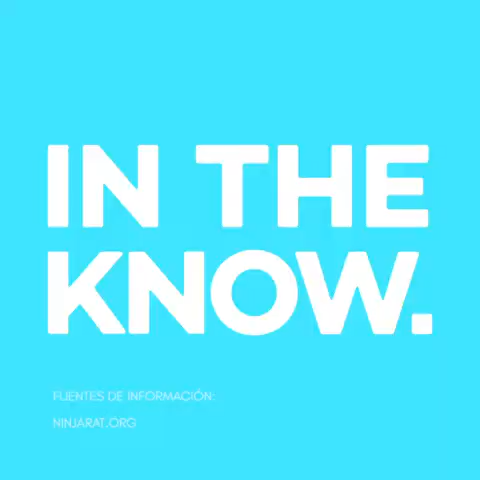 IN THE
KNOW.
FUENTES DE INFORMACIÓN:
NINJARAT.ORG